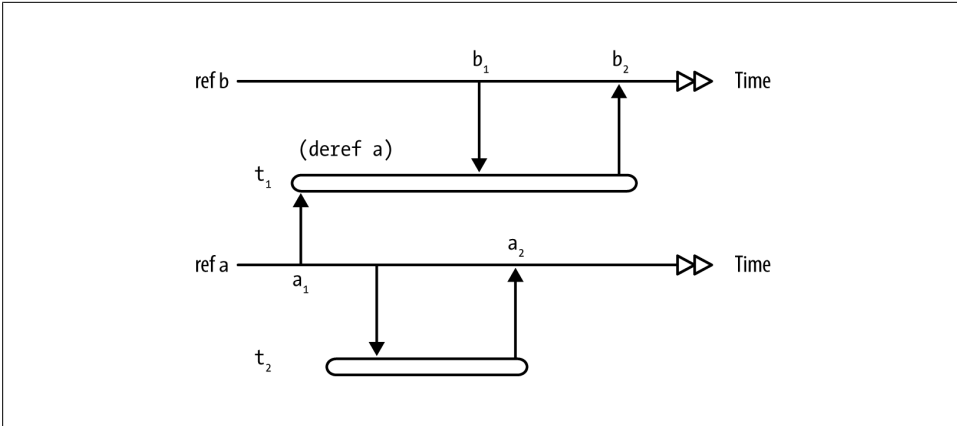 b₁ b₂
ref b Time
(deref a)
t₁
a₂
ref a Time
a₁
t₂